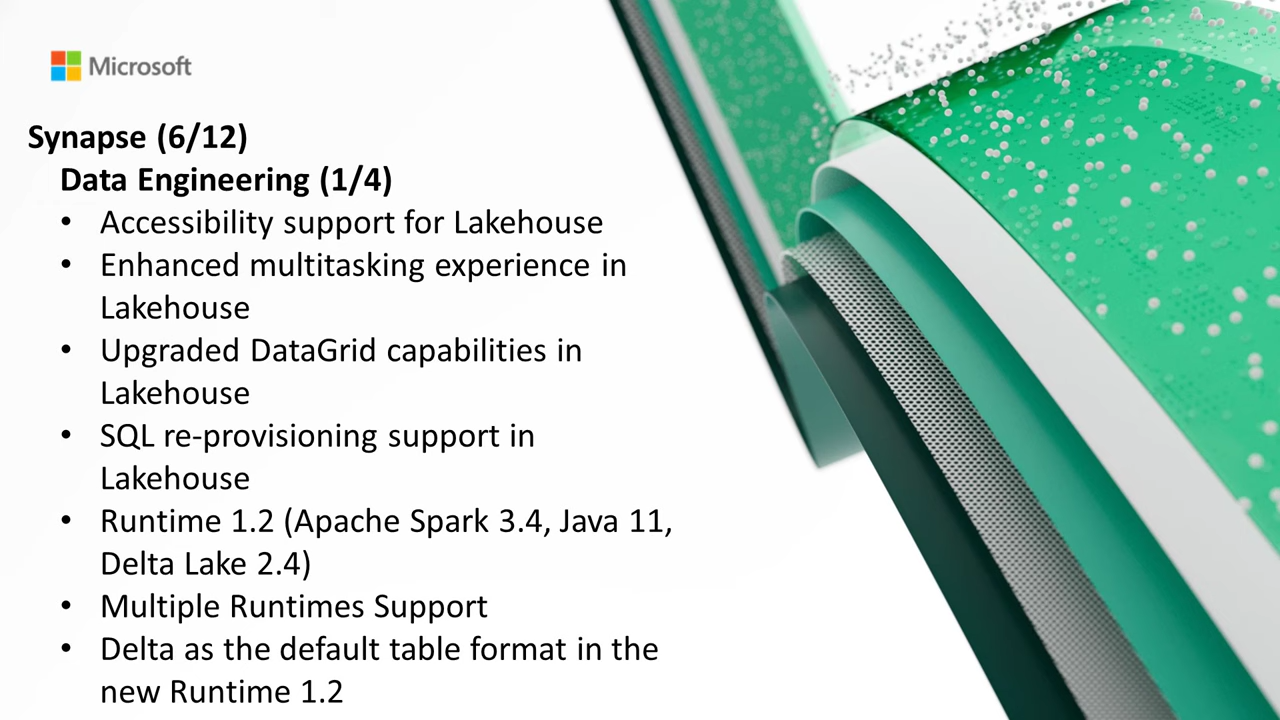 Microsoft
Synapse (6/12)
Data Engineering (1/4)
• Accessibility support for Lakehouse
• Enhanced multitasking experience in
Lakehouse
• Upgraded DataGrid capabilities in
Lakehouse
• SQL re-provisioning support in
Lakehouse
• Runtime 1.2 (Apache Spark 3.4, Java 11,
Delta Lake 2.4)
• Multiple Runtimes Support
• Delta as the default table format in the
new Runtime 1.2